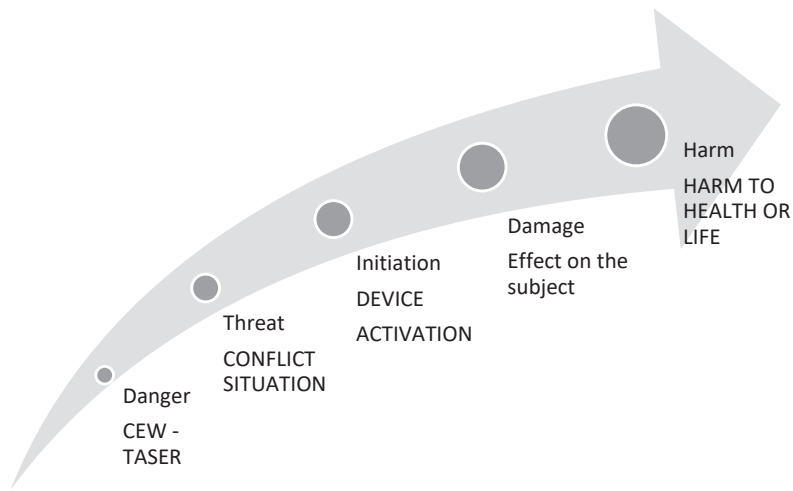 Danger
CEW -
TASER
Threat
CONFLICT
SITUATION
Initiation
DEVICE
ACTIVATION
Damage
Effect on the
subject
Harm
HARM TO
HEALTH OR
LIFE